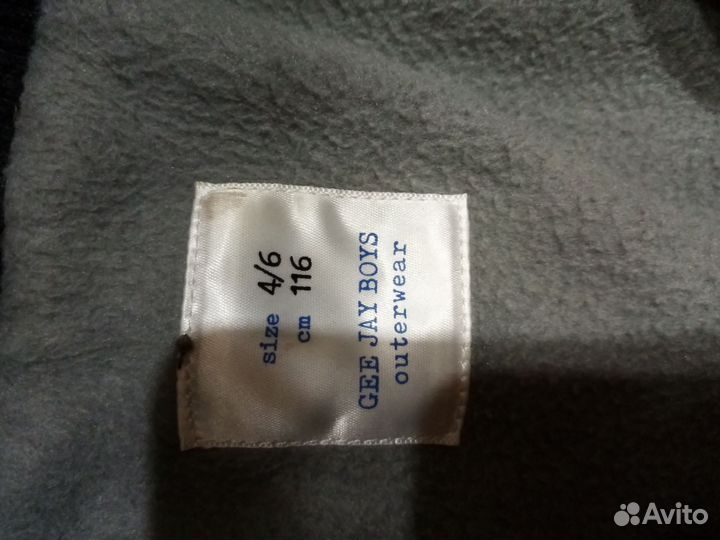 size 4/6
cm 116
GEE JAY BOYS
outerwear
Avito